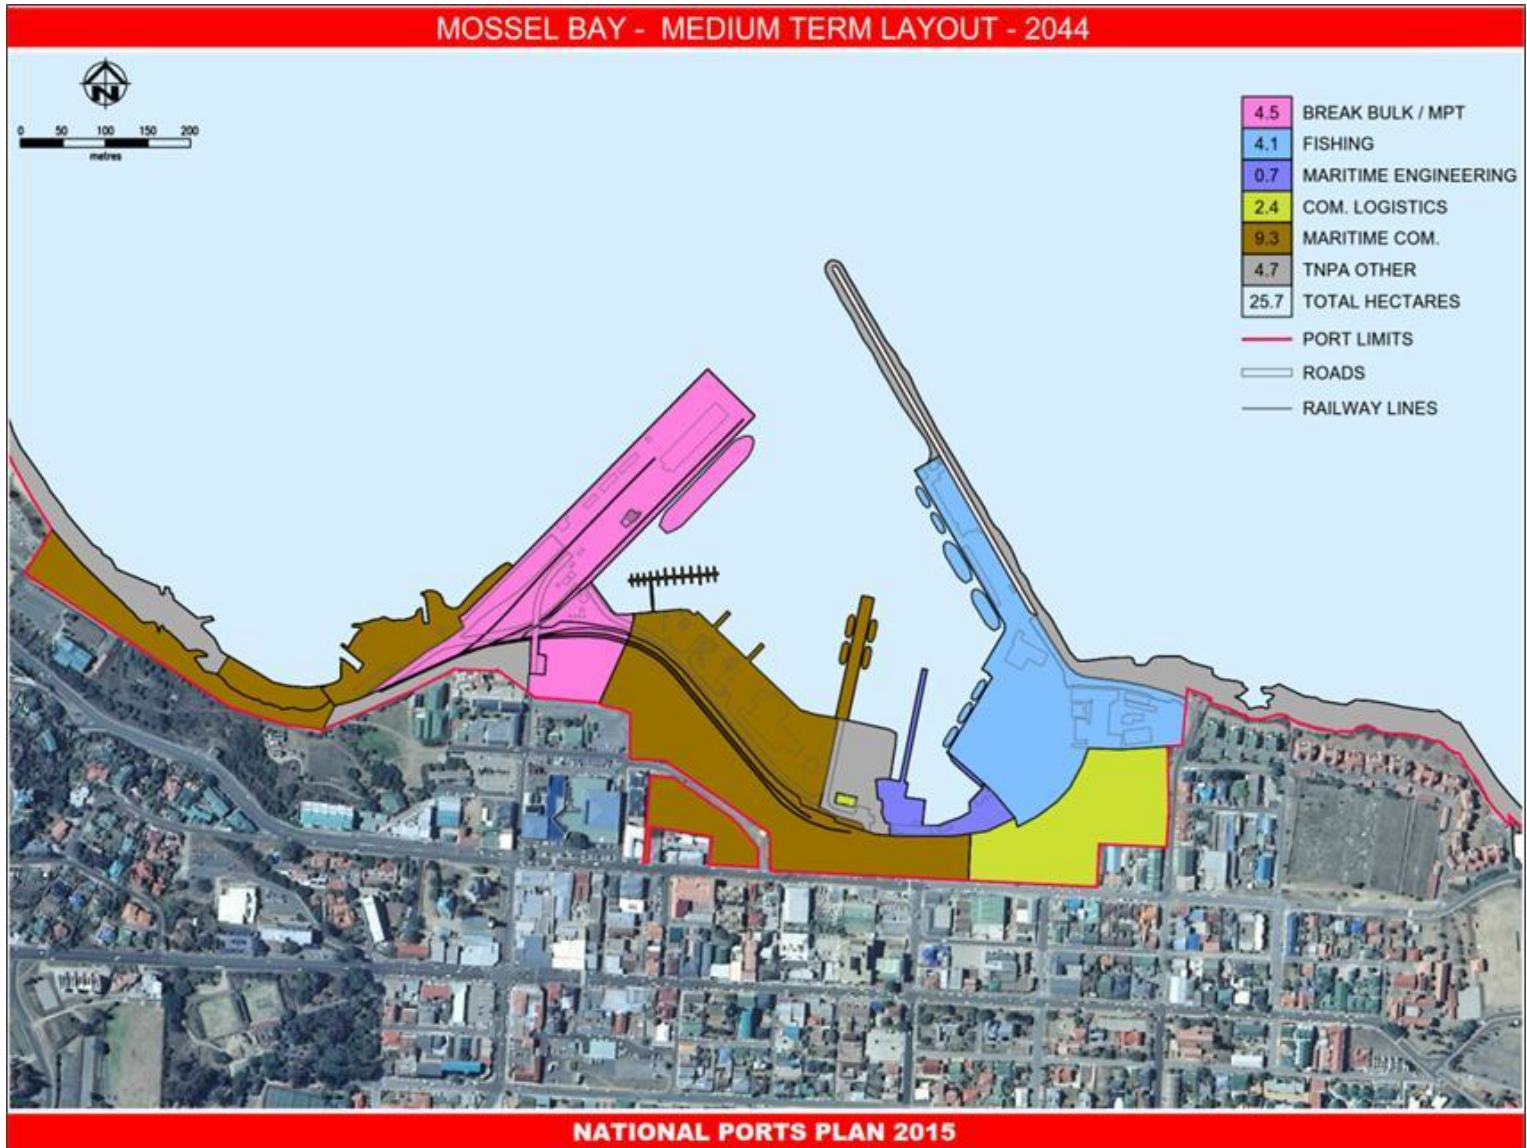 MOSSEL BAY - MEDIUM TERM LAYOUT - 2044
N
0 50 100 150 200
metres
4.5 BREAK BULK / MPT
4.1 FISHING
0.7 MARITIME ENGINEERING
2.4 COM. LOGISTICS
9.3 MARITIME COM.
4.7 TNPA OTHER
25.7 TOTAL HECTARES
PORT LIMITS
ROADS
RAILWAY LINES
NATIONAL PORTS PLAN 2015